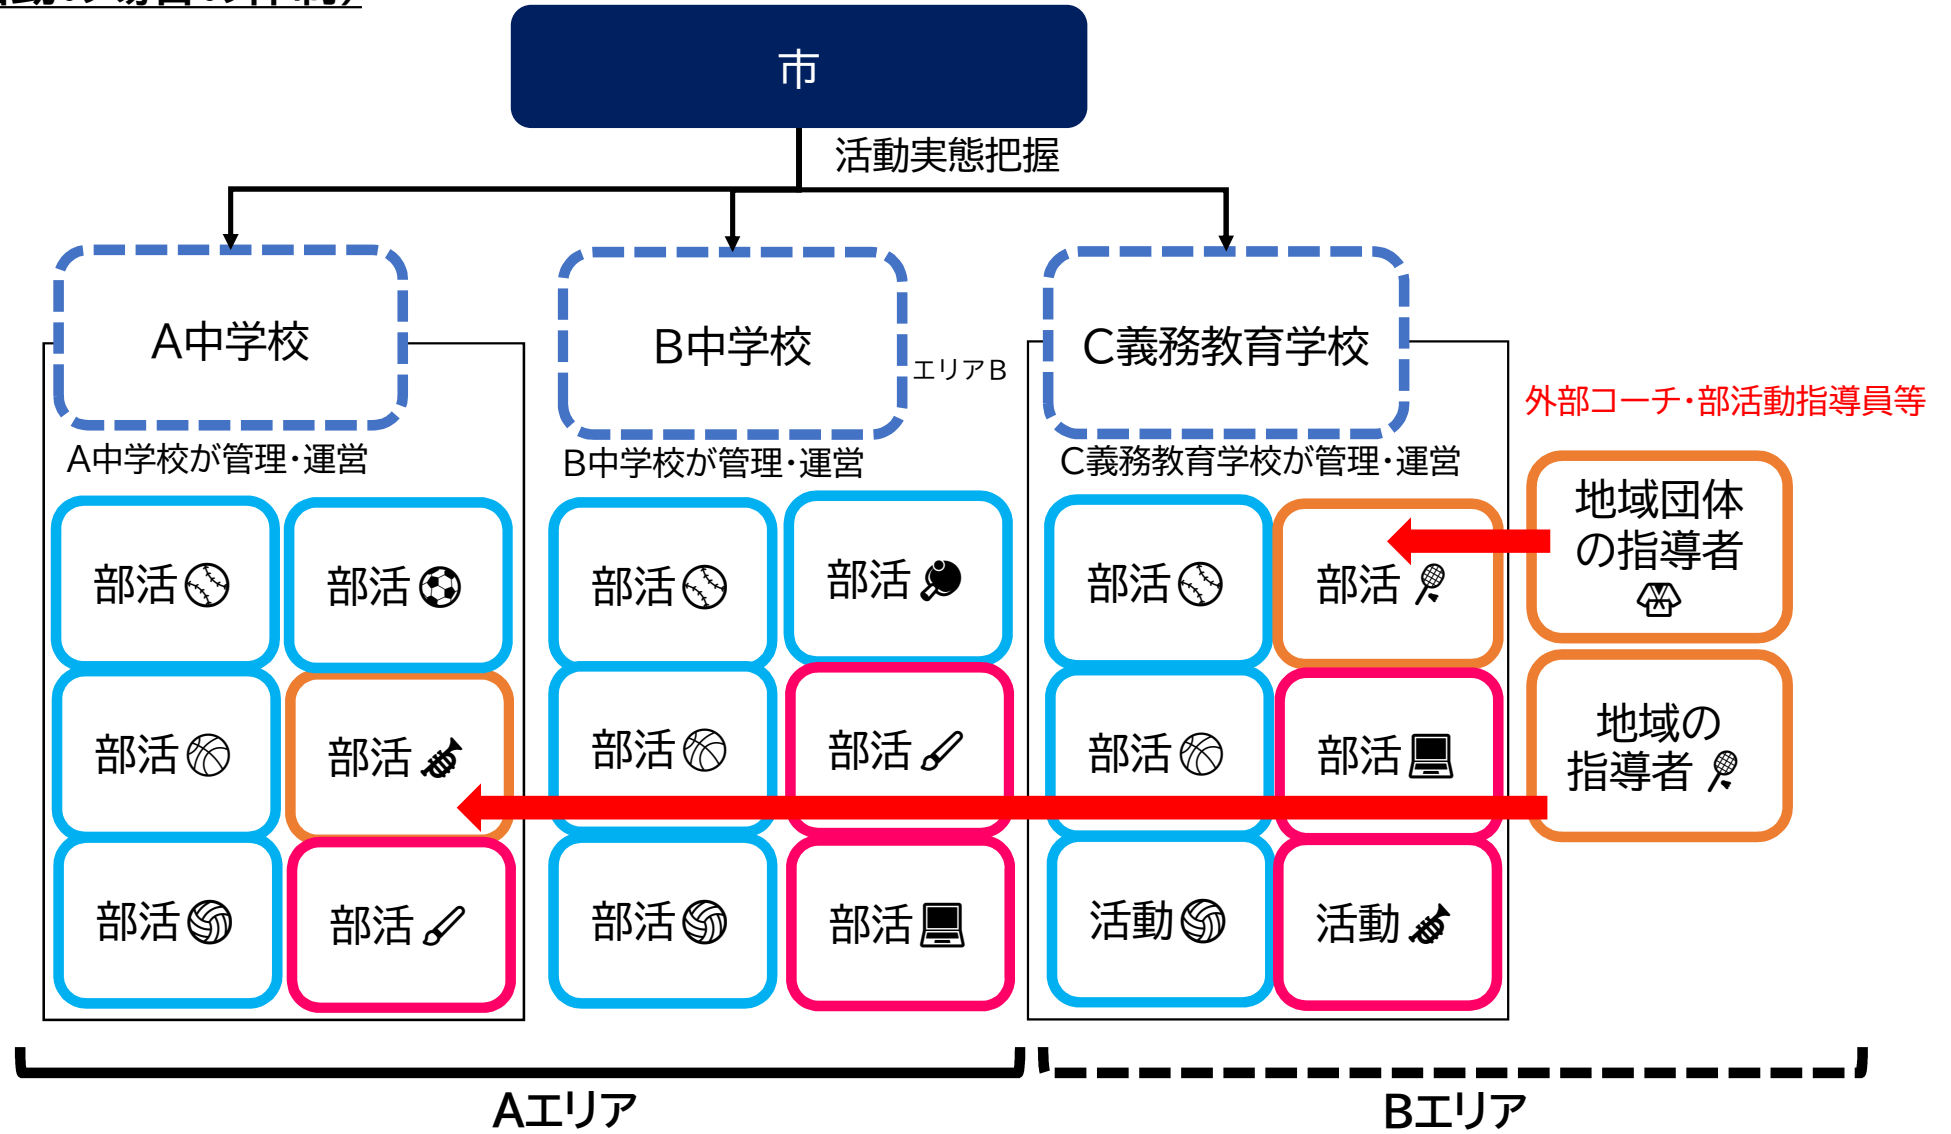 市
活動実態把握
A中学校
B中学校
エリアB
C義務教育学校
外部コーチ・部活動指導員等
A中学校が管理・運営
B中学校が管理・運営
C義務教育学校が管理・運営
部活
部活
部活
部活
部活
部活
地域団体
の指導者
部活
部活
部活
部活
部活
部活
地域の
指導者
部活
部活
部活
部活
活動
活動
Aエリア
Bエリア